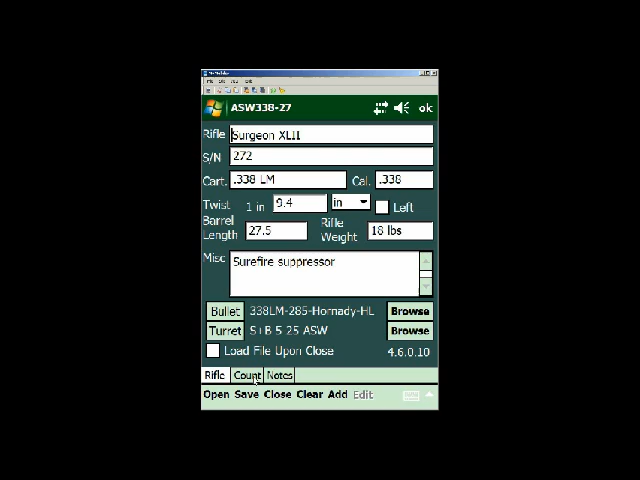 ASW338-27 ok
Rifle Surgeon XLII
S/N 272
Cart. .338 LM Cal. .338
Twist 1 in 9.4 in Left
Barrel Length 27.5 Rifle Weight 18 lbs
Misc Surefire suppressor
Bullet 338LM-285-Hornady-HL Browse
Turret S+B 5 25 ASW Browse
Load File Upon Close 4.6.0.10
Rifle Count Notes
Open Save Close Clear Add Edit